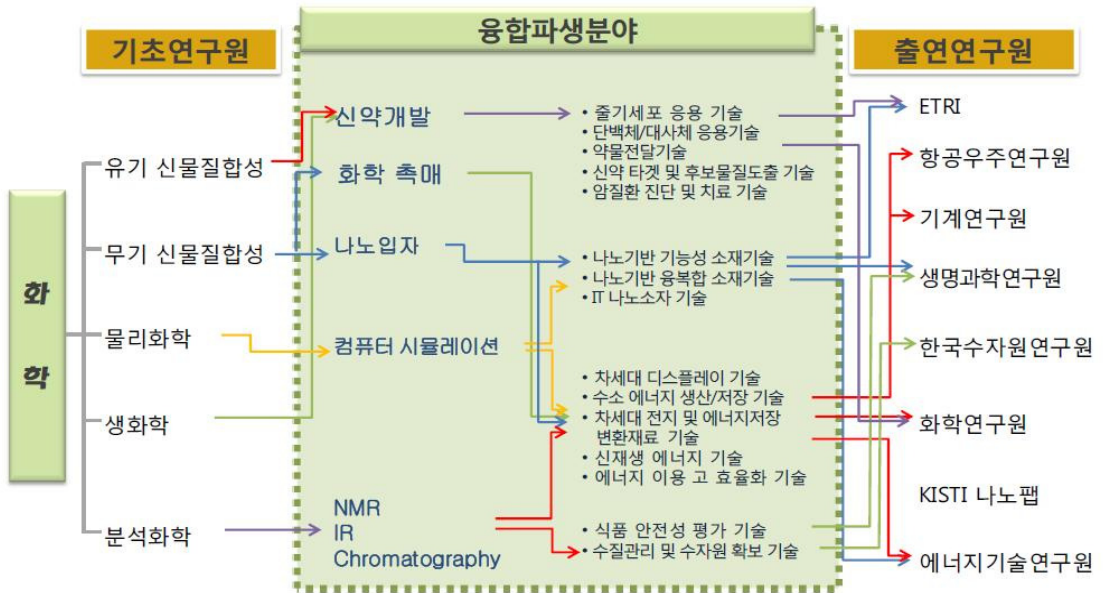 기초연구원
융합파생분야
출연연구원
화학
유기 신물질합성
무기 신물질합성
물리화학
생화학
분석화학
신약개발
화학 촉매
나노입자
컴퓨터 시뮬레이션
NMR
IR
Chromatography
• 줄기세포 응용 기술
• 단백체/대사체 응용기술
• 약물전달기술
• 신약 타겟 및 후보물질도출 기술
• 암질환 진단 및 치료 기술
• 나노기반 기능성 소재기술
• 나노기반 융복합 소재기술
• IT 나노소자 기술
• 차세대 디스플레이 기술
• 수소 에너지 생산/저장 기술
• 차세대 전지 및 에너지저장
변환재료 기술
• 신재생 에너지 기술
• 에너지 이용 고 효율화 기술
• 식품 안전성 평가 기술
• 수질관리 및 수자원 확보 기술
ETRI
항공우주연구원
기계연구원
생명과학연구원
한국수자원연구원
화학연구원
KISTI 나노팹
에너지기술연구원